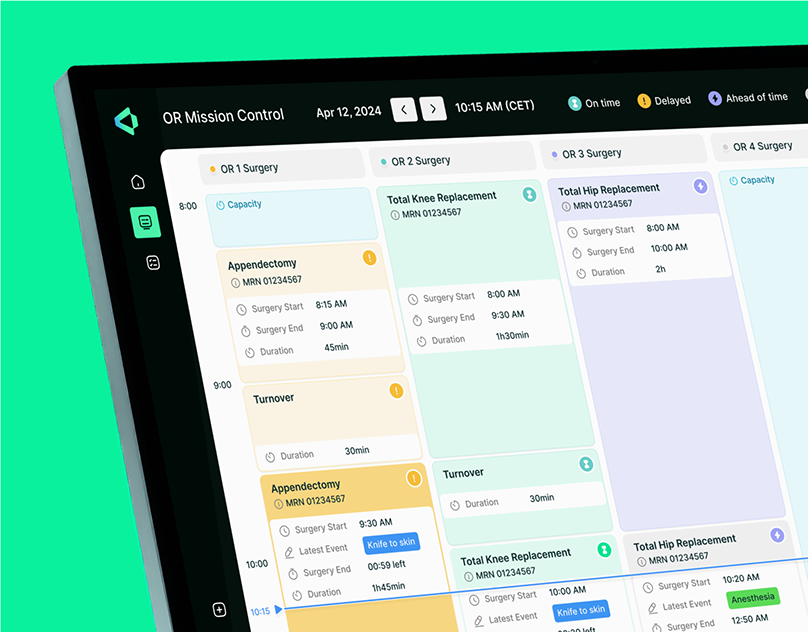 OR Mission Control
Apr 12, 2024
10:15 AM (CET)
On time
Delayed
Ahead of time
OR 1 Surgery
OR 2 Surgery
OR 3 Surgery
OR 4 Surgery
8:00
9:00
10:00
10:15
Capacity
Appendectomy
MRN 01234567
Surgery Start 8:15 AM
Surgery End 9:00 AM
Duration 45min
Turnover
Duration 30min
Appendectomy
MRN 01234567
Surgery Start 9:30 AM
Latest Event Knife to skin
Surgery End 00:59 left
Duration 1h45min
Total Knee Replacement
MRN 01234567
Surgery Start 8:00 AM
Surgery End 9:30 AM
Duration 1h30min
Turnover
Duration 30min
Total Knee Replacement
MRN 01234567
Surgery Start 10:00 AM
Latest Event Knife to skin
Total Hip Replacement
MRN 01234567
Surgery Start 8:00 AM
Surgery End 10:00 AM
Duration 2h
Total Hip Replacement
MRN 01234567
Surgery Start 10:20 AM
Latest Event Anesthesia
Surgery End 12:50 AM
Capacity